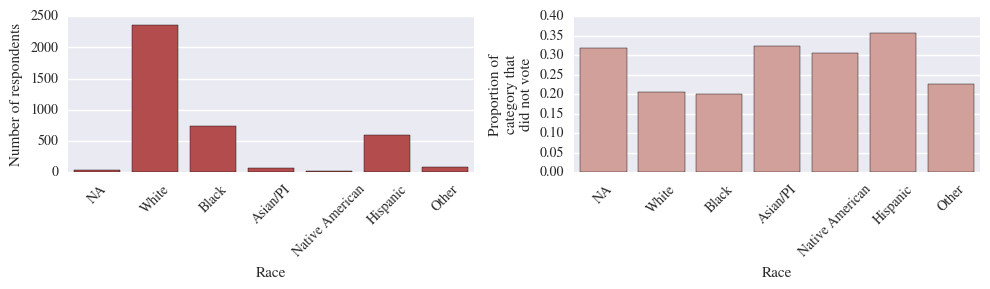 Number of respondents
2500
2000
1500
1000
500
0
NA
White
Black
Asian/PI
Native American
Hispanic
Other
Race
Proportion of
category that
did not vote
0.40
0.35
0.30
0.25
0.20
0.15
0.10
0.05
0.00
NA
White
Black
Asian/PI
Native American
Hispanic
Other
Race